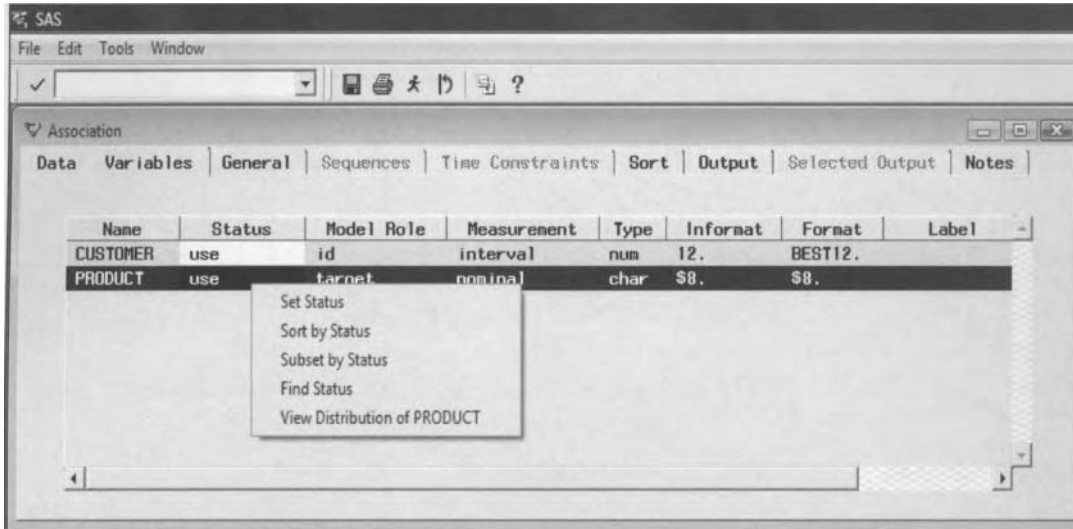 SAS
File Edit Tools Window
?
Association
Data Variables General Sequences Time Constraints Sort Output Selected Output Notes
Name Status Model Role Measurement Type Informat Format Label
CUSTOMER use id interval num 12. BEST12.
PRODUCT use target nominal char $8. $8.
Set Status
Sort by Status
Subset by Status
Find Status
View Distribution of PRODUCT